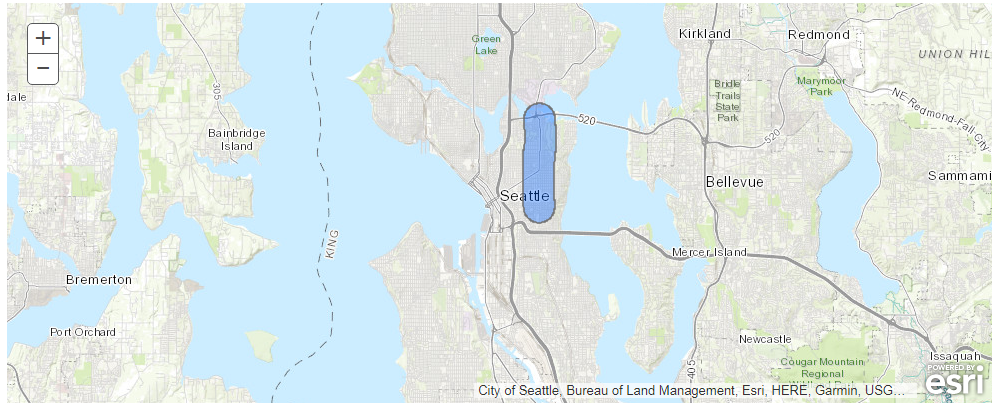 +
−
Green
Lake
Kirkland
Redmond
UNION HIL
dale
305
Bridle
Trails
State
Park
Marymoor
Park
NE-Redmond-Fall-City
520
520
Bainbridge
Island
Sammami
Seattle
Bellevue
KING
Mercer Island
Bremerton
Port Orchard
Newcastle
Issaquah
Cougar Mountain
Regional
405
POWERED BY
esri
City of Seattle, Bureau of Land Management, Esri, HERE, Garmin, USG...